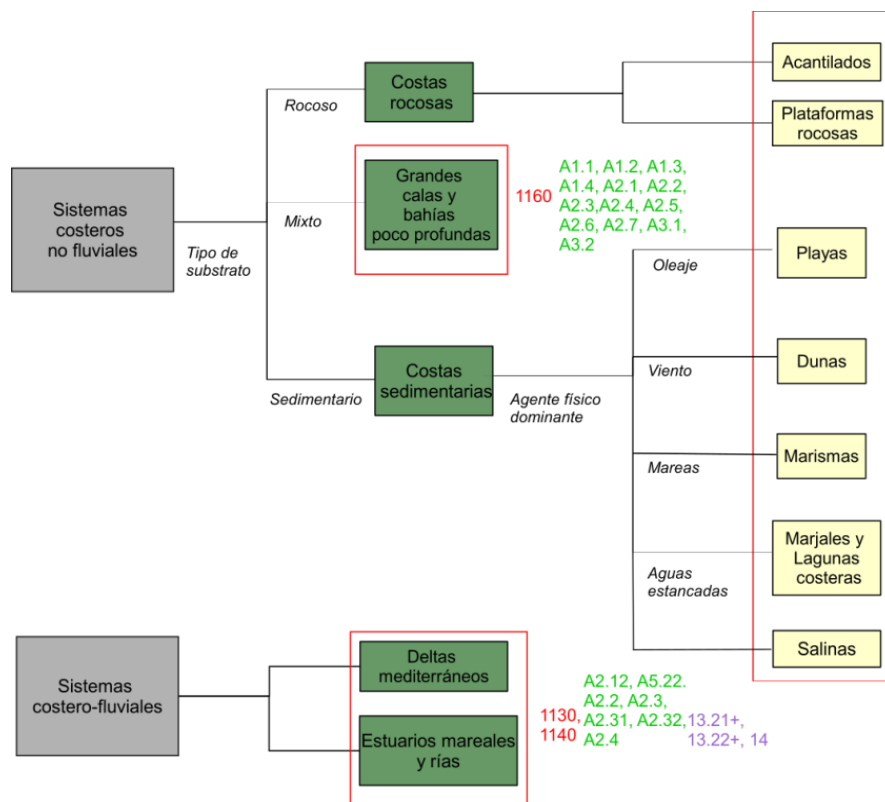 Sistemas
costeros
no fluviales
Tipo de
substrato
Rocoso
Costas
rocosas
Acantilados
Plataformas
rocosas
Mixto
Grandes
calas y
bahías
poco profundas
1160
A1.1, A1.2, A1.3,
A1.4, A2.1, A2.2,
A2.3,A2.4, A2.5,
A2.6, A2.7, A3.1,
A3.2
Sedimentario
Costas
sedimentarias
Agente físico
dominante
Oleaje
Playas
Viento
Dunas
Mareas
Marismas
Aguas
estancadas
Marjales y
Lagunas
costeras
Salinas
Sistemas
costero-fluviales
Deltas
mediterráneos
Estuarios mareales
y rías
1130,
1140
A2.12, A5.22.
A2.2, A2.3,
A2.31, A2.32,
A2.4
13.21+,
13.22+, 14